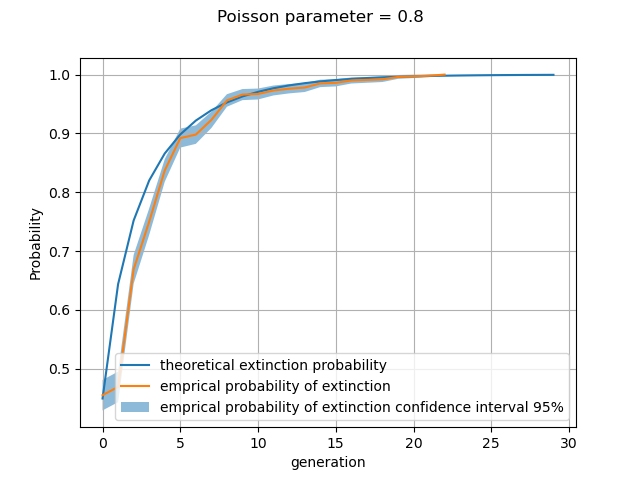 Poisson parameter = 0.8
1.0
0.9
0.8
0.7
0.6
0.5
Probability
theoretical extinction probability
emprical probability of extinction
emprical probability of extinction confidence interval 95%
0 5 10 15 20 25 30
generation